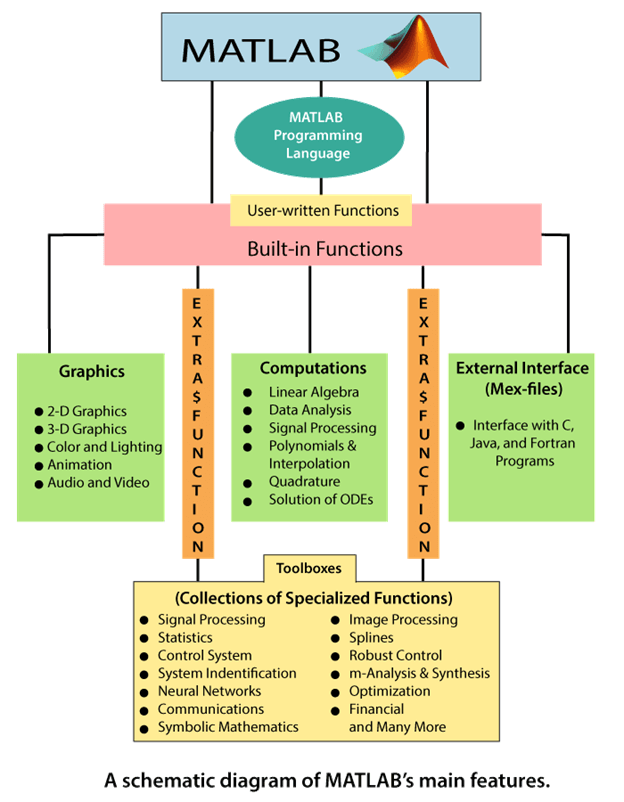 MATLAB
MATLAB
Programming
Language
User-written Functions
Built-in Functions
EXTRA$FUNCTION
EXTRA$FUNCTION
Graphics
2-D Graphics
3-D Graphics
Color and Lighting
Animation
Audio and Video
Computations
Linear Algebra
Data Analysis
Signal Processing
Polynomials &
Interpolation
Quadrature
Solution of ODEs
External Interface
(Mex-files)
Interface with C,
Java, and Fortran
Programs
Toolboxes
(Collections of Specialized Functions)
Signal Processing
Statistics
Control System
System Indentification
Neural Networks
Communications
Symbolic Mathematics
Image Processing
Splines
Robust Control
m-Analysis & Synthesis
Optimization
Financial
and Many More
A schematic diagram of MATLAB's main features.